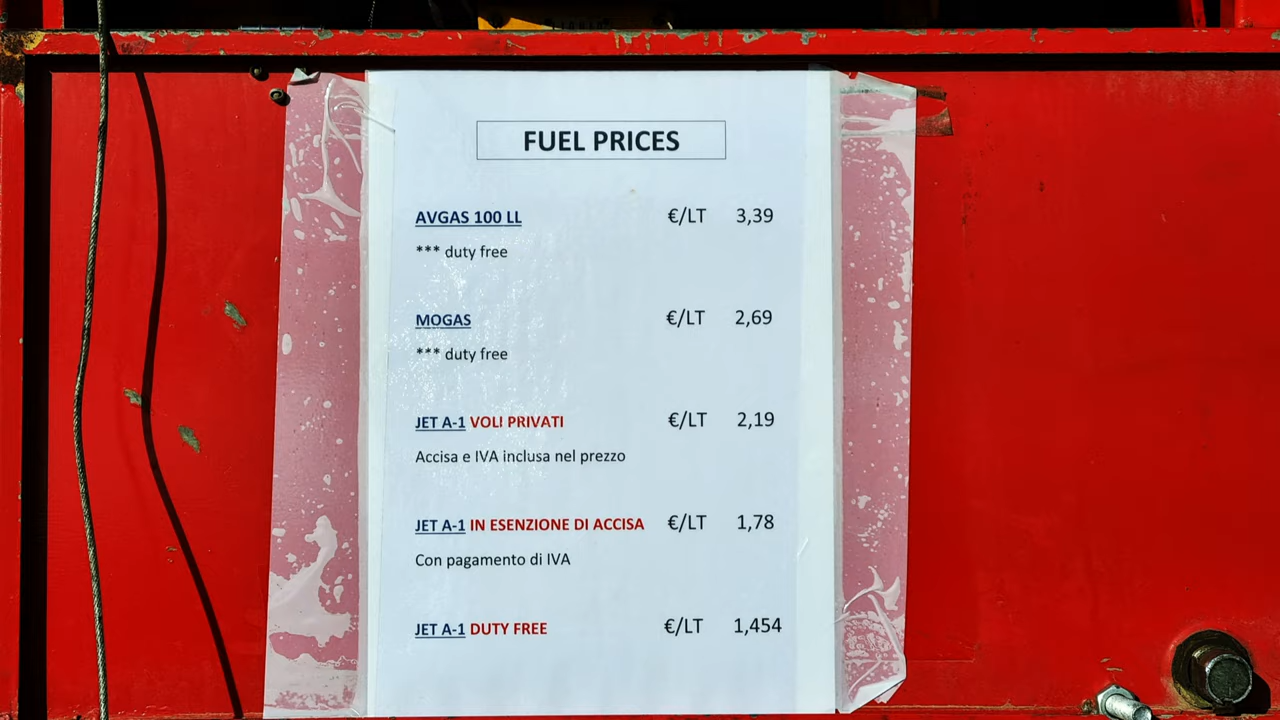 FUEL PRICES
AVGAS 100 LL €/LT 3,39
*** duty free
MOGAS €/LT 2,69
*** duty free
JET A-1 VOLI PRIVATI €/LT 2,19
Accisa e IVA inclusa nel prezzo
JET A-1 IN ESENZIONE DI ACCISA €/LT 1,78
Con pagamento di IVA
JET A-1 DUTY FREE €/LT 1,454